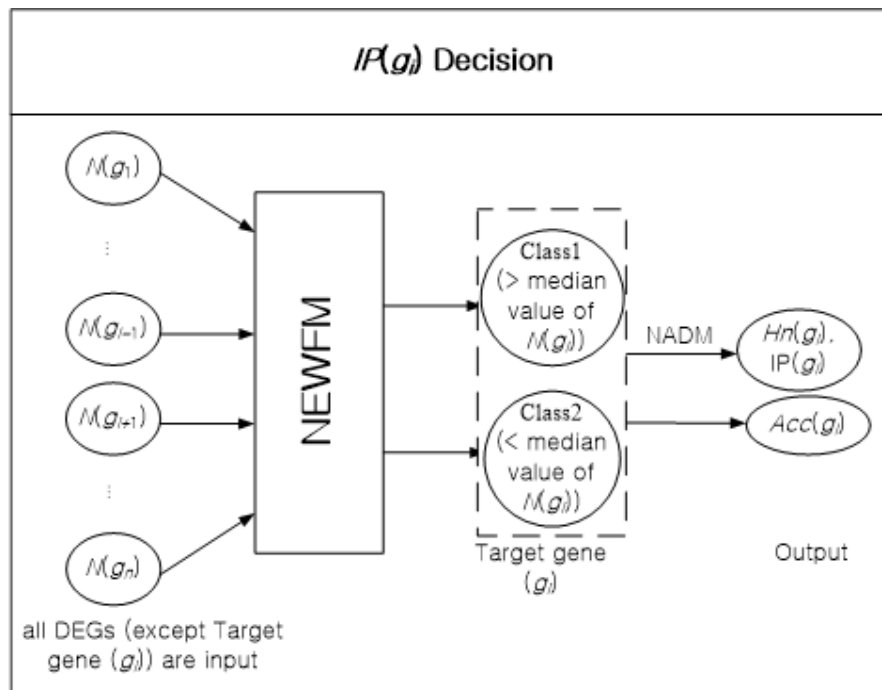 IP(gᵢ) Decision
N(g₁)
⋮
N(gᵢ₋₁)
N(gᵢ₊₁)
⋮
N(gₙ)
all DEGs (except Target
gene (gᵢ)) are input
NEWFM
Class1
(> median
value of
N(gᵢ))
Class2
(< median
value of
N(gᵢ))
Target gene
(gᵢ)
NADM
Hn(gᵢ).
IP(gᵢ)
Acc(gᵢ)
Output